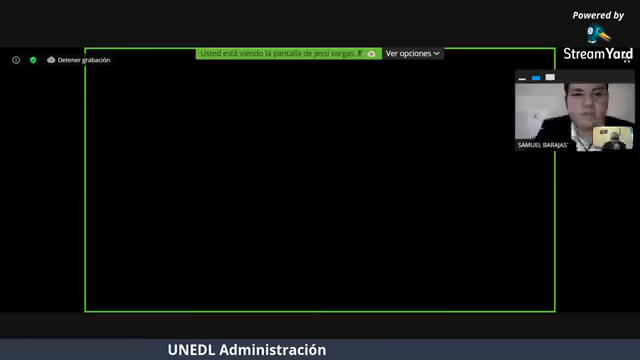 Powered by
StreamYard
Usted está viendo la pantalla de jessi vargas
Ver opciones
Detener grabación
SAMUEL BARAJAS
UNEDL Administración